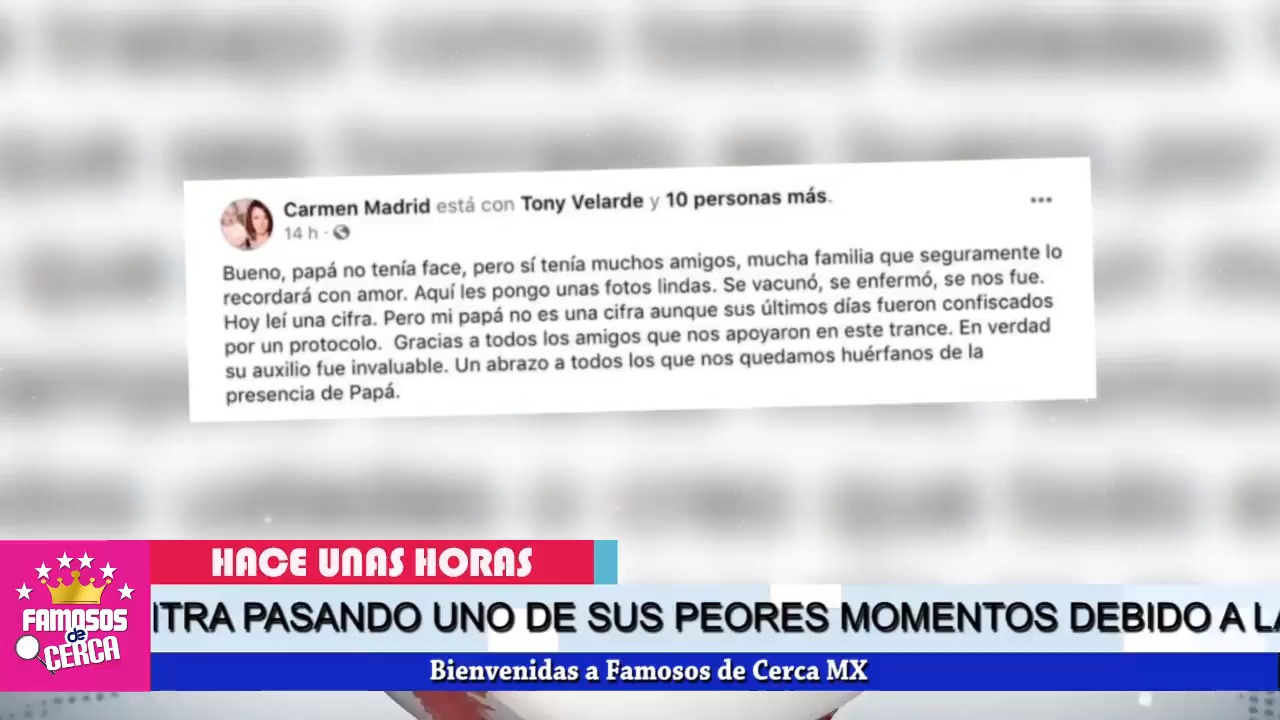 Carmen Madrid está con Tony Velarde y 10 personas más.
14 h ·
Bueno, papá no tenía face, pero sí tenía muchos amigos, mucha familia que seguramente lo
recordará con amor. Aquí les pongo unas fotos lindas. Se vacunó, se enfermó, se nos fue.
Hoy leí una cifra. Pero mi papá no es una cifra aunque sus últimos días fueron confiscados
por un protocolo. Gracias a todos los amigos que nos apoyaron en este trance. En verdad
su auxilio fue invaluable. Un abrazo a todos los que nos quedamos huérfanos de la
presencia de Papá.
HACE UNAS HORAS
FAMOSOS
de
CERCA
PASANDO UNO DE SUS PEORES MOMENTOS DEBIDO A
Bienvenidas a Famosos de Cerca MX